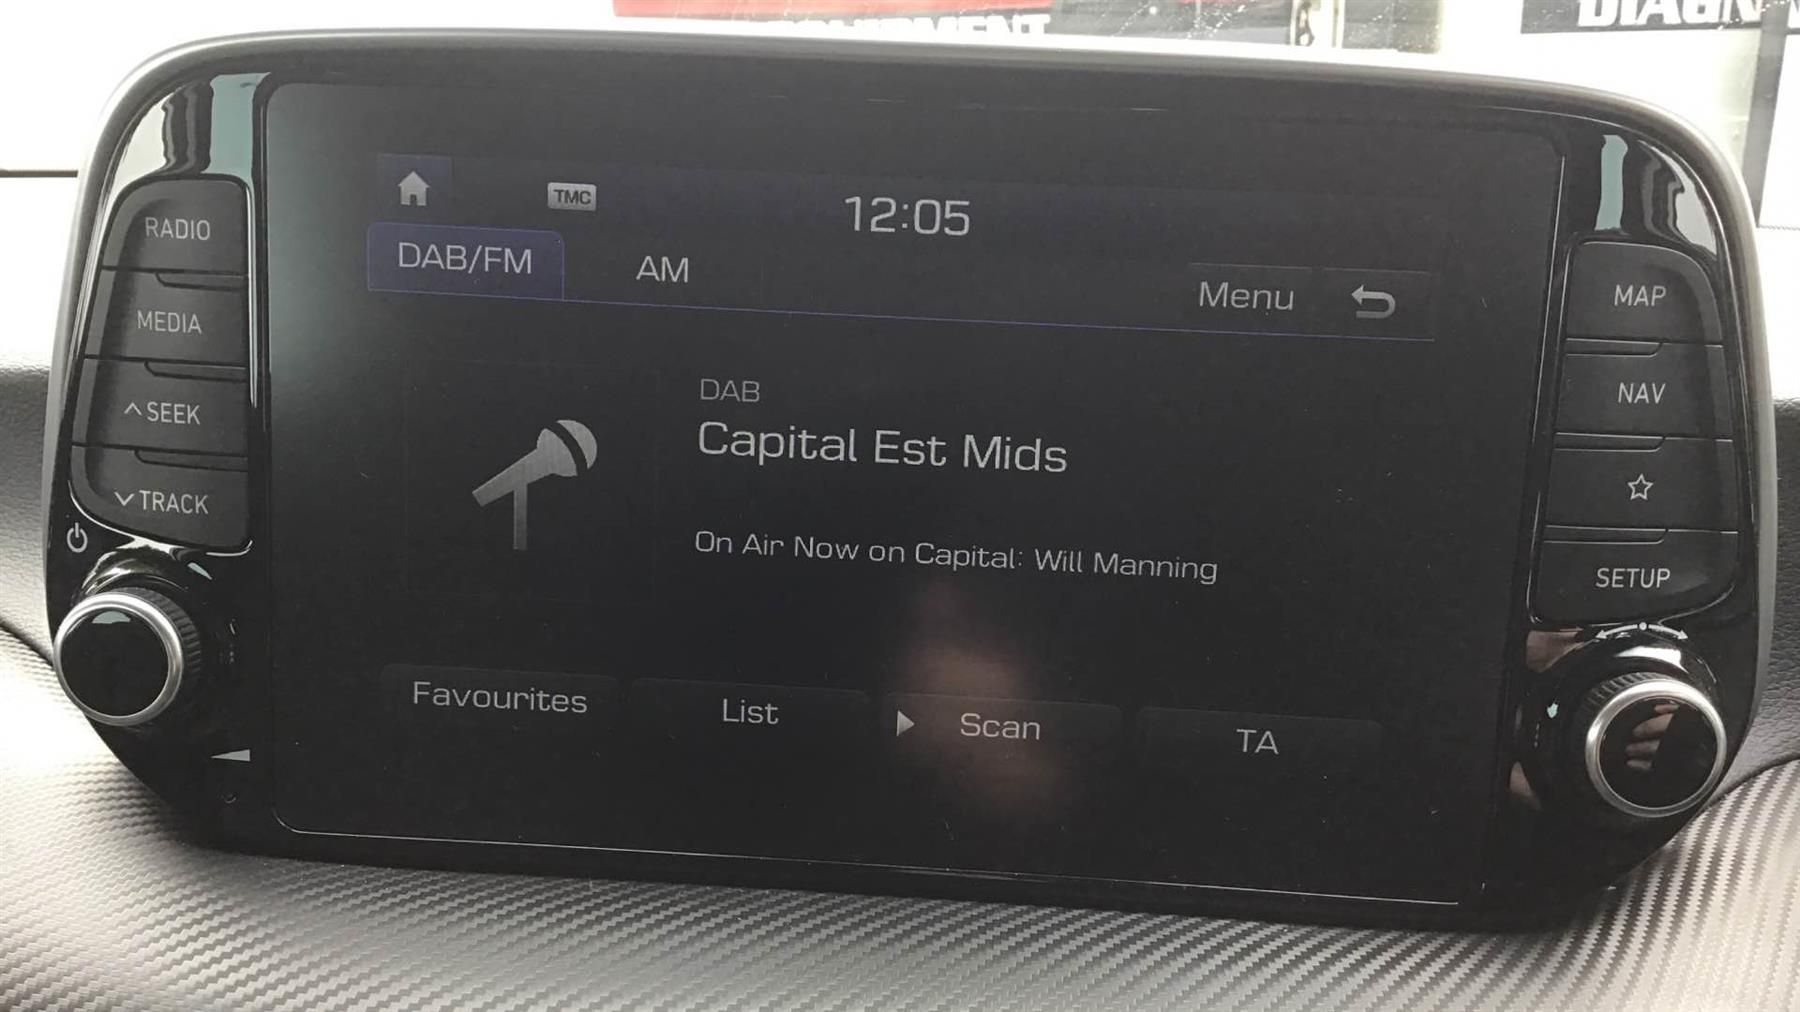 RADIO
MEDIA
SEEK
TRACK
TMC
12:05
DAB/FM
AM
Menu
DAB
Capital Est Mids
On Air Now on Capital: Will Manning
Favourites
List
Scan
TA
MAP
NAV
SETUP